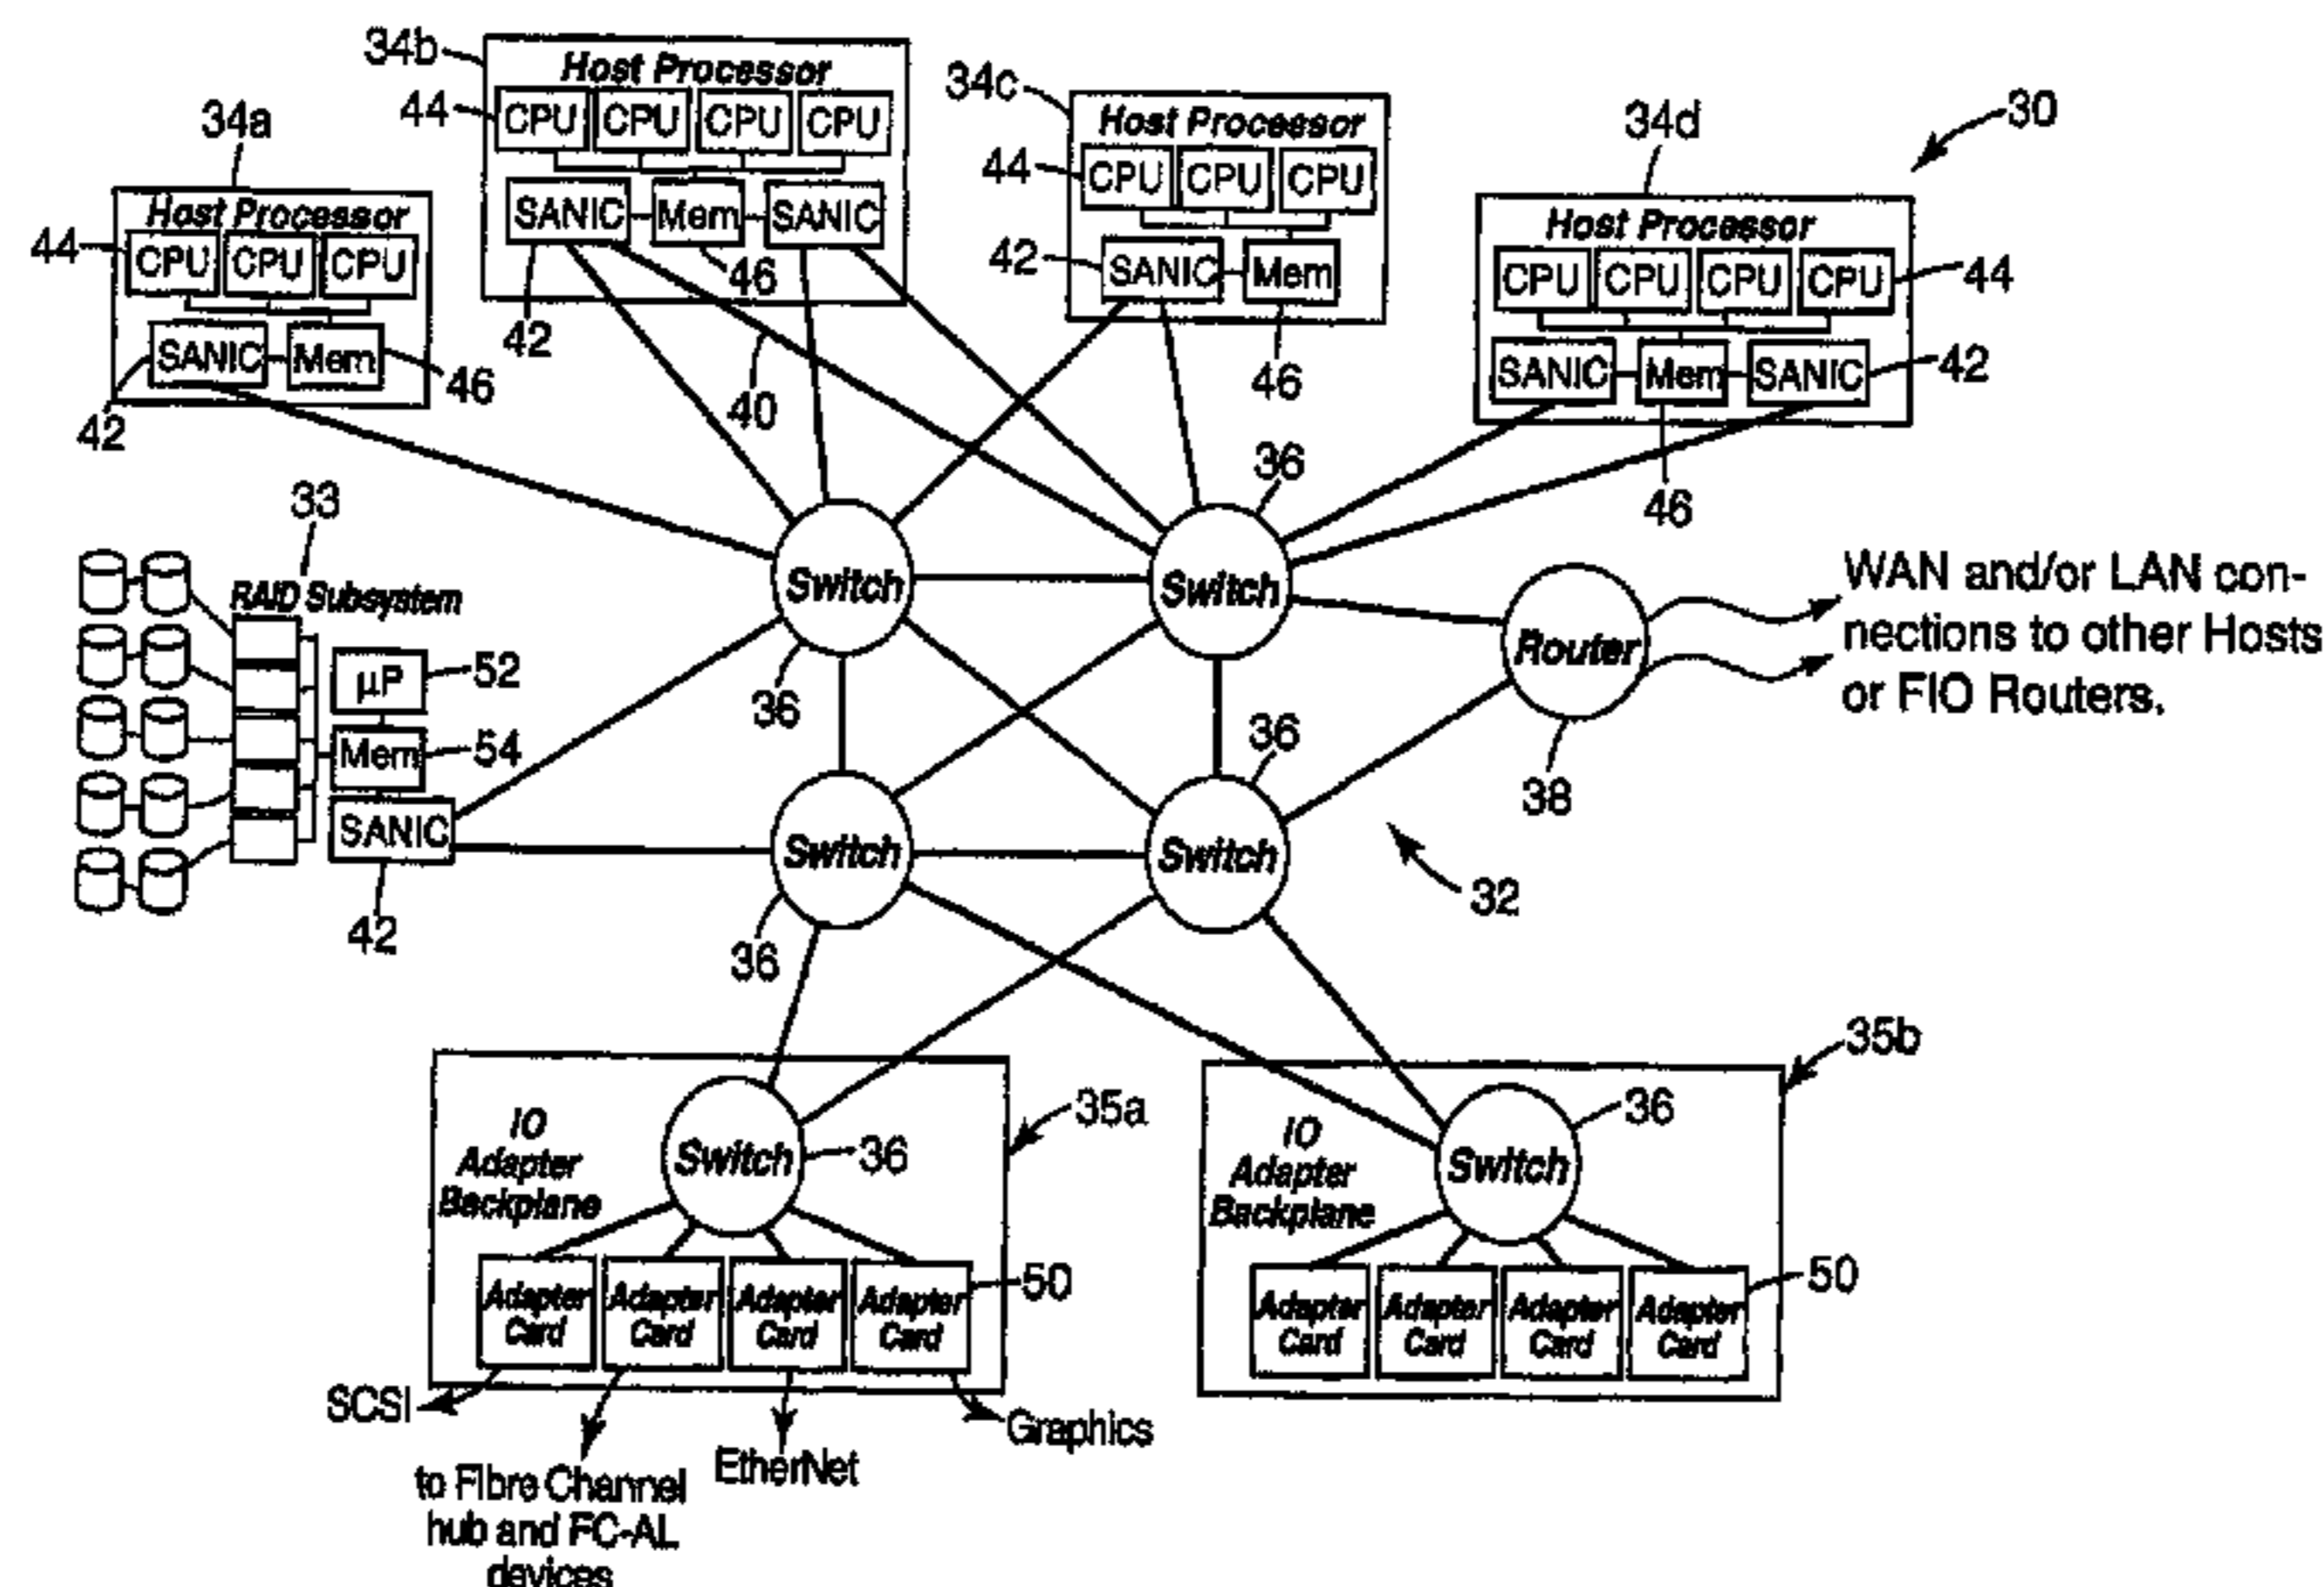 34b
Host Processor
44
CPU CPU CPU CPU
SANIC Mem SANIC
46
42
40
34c
Host Processor
44
CPU CPU CPU
42
SANIC Mem
46
34a
Host Processor
44
CPU CPU CPU
SANIC Mem
46
42
34d
Host Processor
CPU CPU CPU CPU
44
SANIC Mem SANIC
42
46
30
33
RAID Subsystem
µP
52
Mem
54
SANIC
42
Switch
36
Switch
36
Router
38
WAN and/or LAN con-
nections to other Hosts
or FIO Routers.
Switch
36
Switch
36
32
35a
IO
Adapter
Backplane
Switch
36
Adapter
Card
Adapter
Card
Adapter
Card
Adapter
Card
50
SCSI
to Fibre Channel
hub and FC-AL
devices
EtherNet
Graphics
35b
IO
Adapter
Backplane
Switch
36
Adapter
Card
Adapter
Card
Adapter
Card
Adapter
Card
50